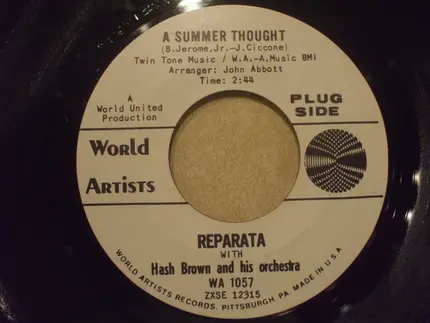 A SUMMER THOUGHT
(B.Jerome,Jr.-J.Ciccone)
Twin Tone Music / W.A.-A.Music BMI
Arranger: John Abbott
Time: 2:44
A
World United
Production
PLUG
SIDE
World
Artists
REPARATA
WITH
Hash Brown and his orchestra
WA 1057
ZXSE 12315
WORLD ARTISTS RECORDS, PITTSBURGH, PA. MADE IN U.S.A